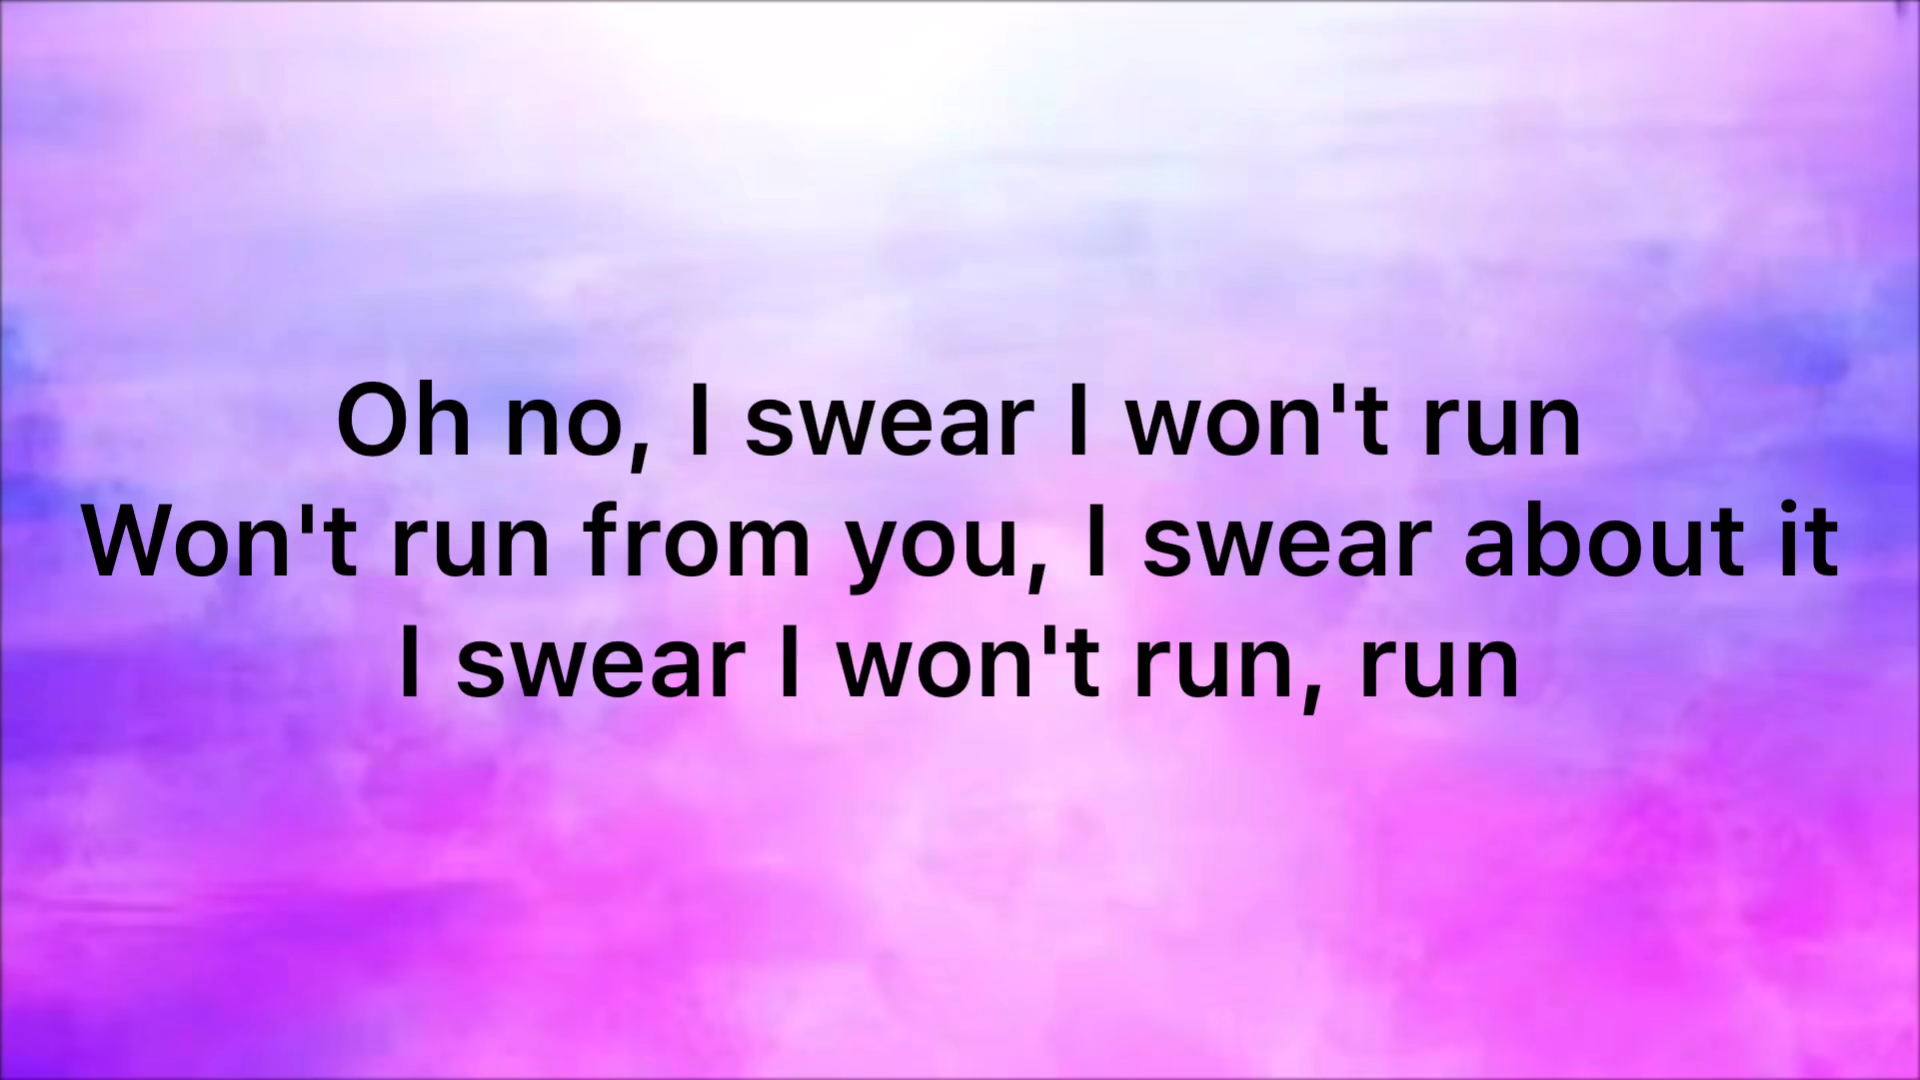 Oh no, I swear I won't run
Won't run from you, I swear about it
I swear I won't run, run